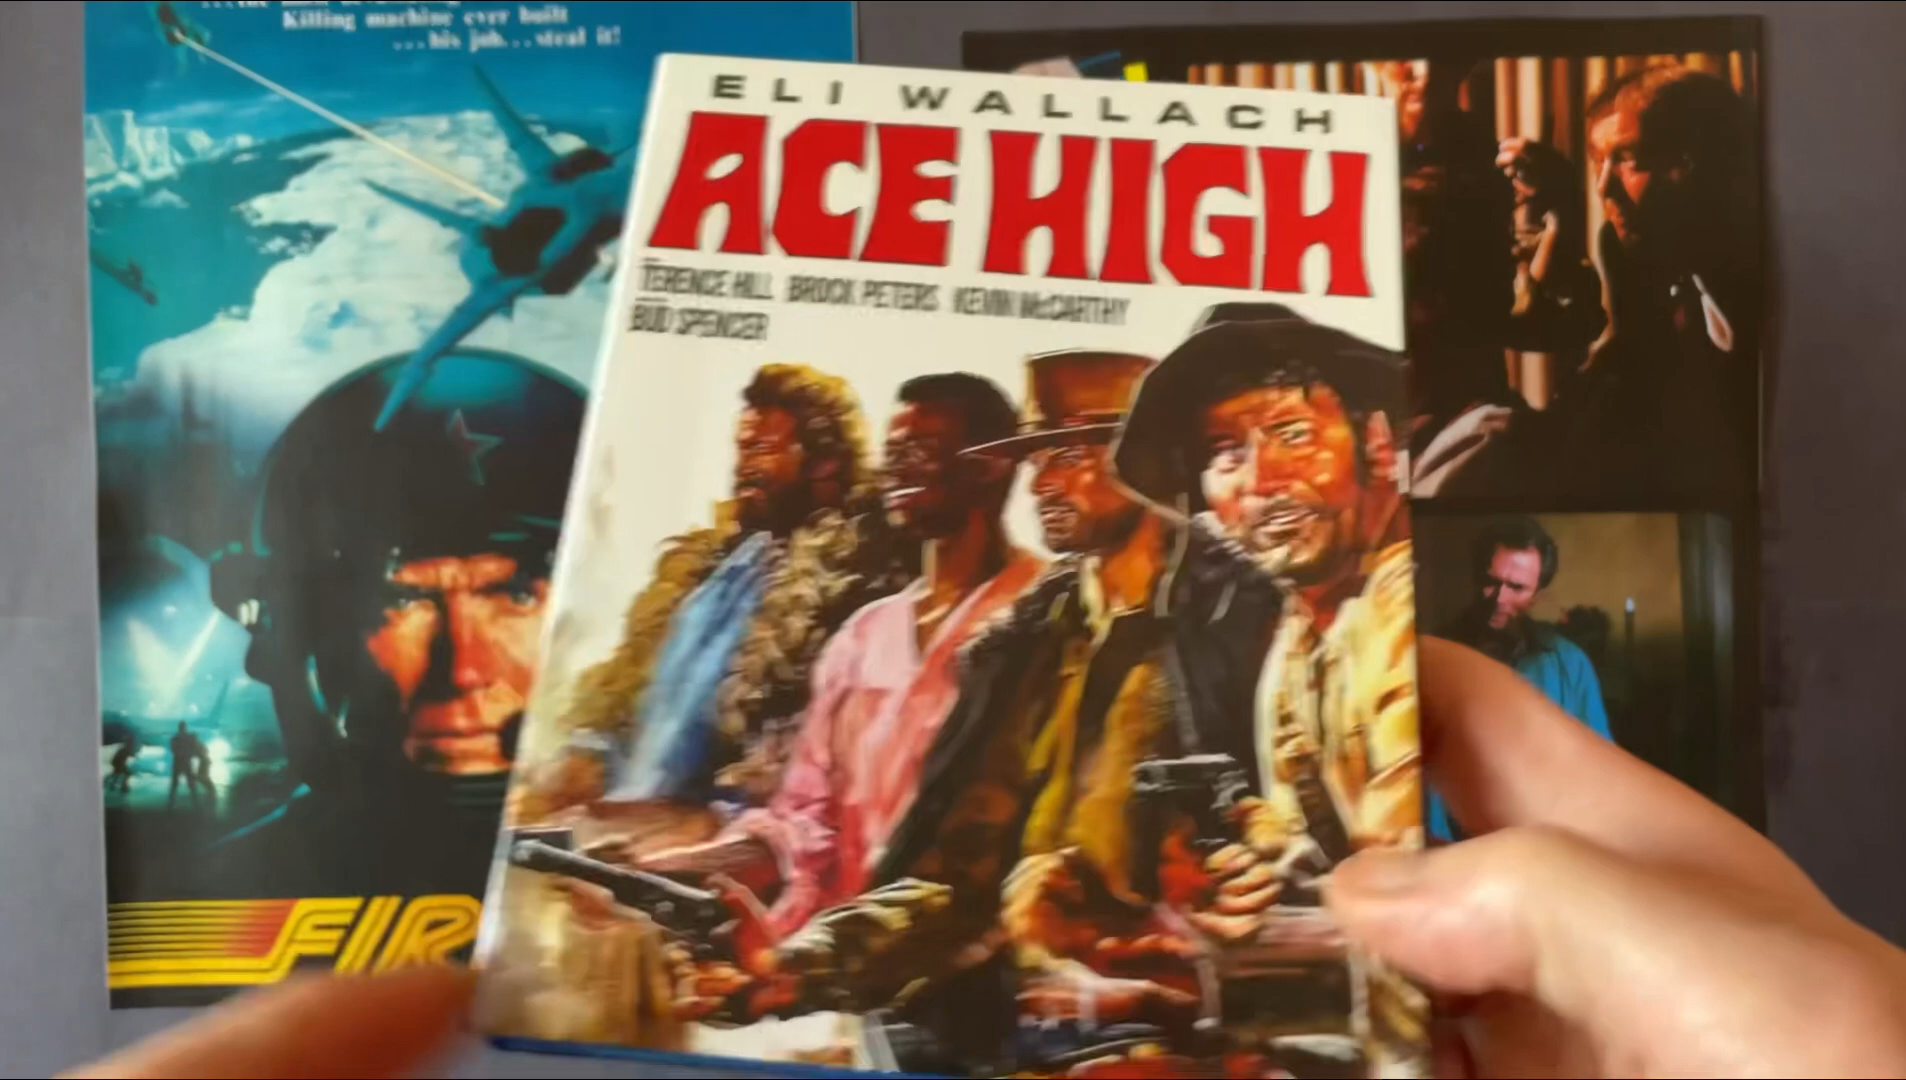 Killing machine ever built
...his job...steal it!
FIR
ELI WALLACH
ACE HIGH
TERENCE HILL BROCK PETERS KEVIN McCARTHY
BUD SPENCER